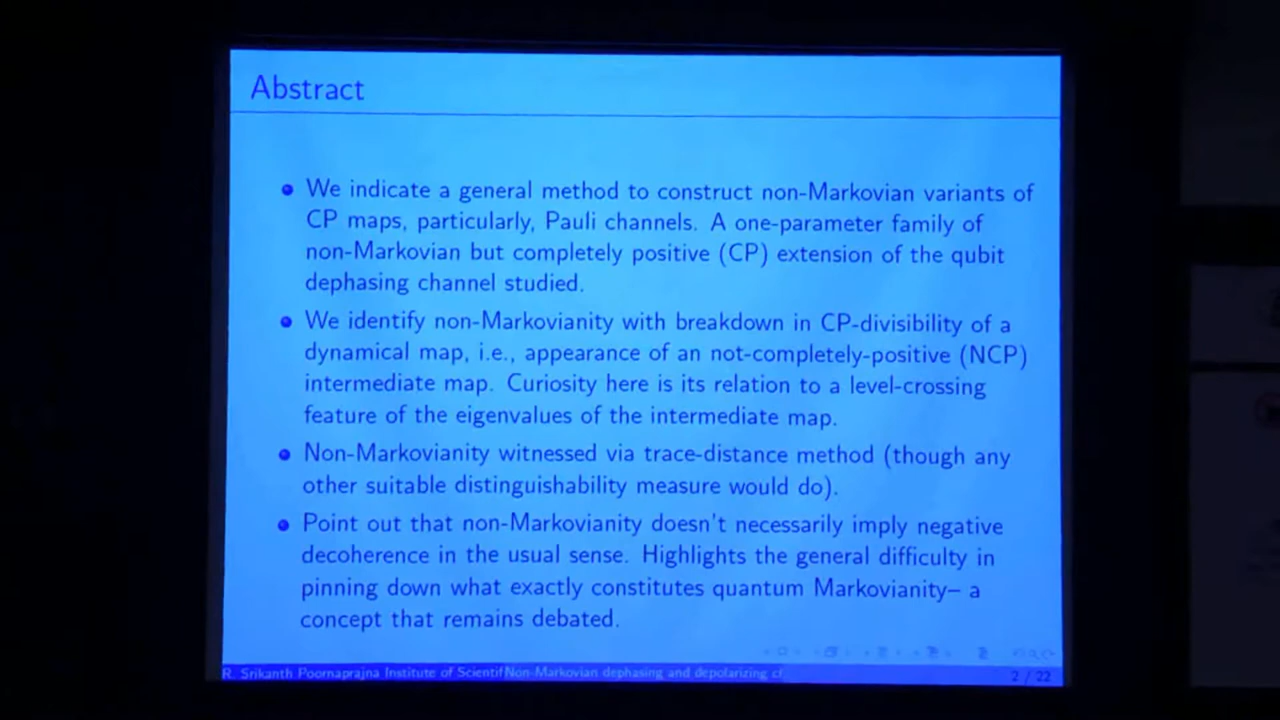 Abstract
We indicate a general method to construct non-Markovian variants of
CP maps, particularly, Pauli channels. A one-parameter family of
non-Markovian but completely positive (CP) extension of the qubit
dephasing channel studied.
We identify non-Markovianity with breakdown in CP-divisibility of a
dynamical map, i.e., appearance of an not-completely-positive (NCP)
intermediate map. Curiosity here is its relation to a level-crossing
feature of the eigenvalues of the intermediate map.
Non-Markovianity witnessed via trace-distance method (though any
other suitable distinguishability measure would do).
Point out that non-Markovianity doesn't necessarily imply negative
decoherence in the usual sense. Highlights the general difficulty in
pinning down what exactly constitutes quantum Markovianity– a
concept that remains debated.
R. Srikanth Poornaprajna Institute of Scientif Non-Markovian dephasing and depolarizing cf
2 / 22